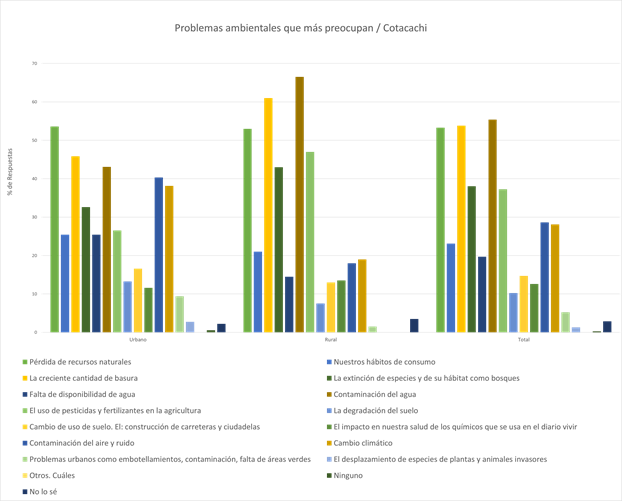 Problemas ambientales que más preocupan / Cotacachi
% de Respuestas
70
60
50
40
30
20
10
0
Urbano Rural Total
Pérdida de recursos naturales Nuestros hábitos de consumo
La creciente cantidad de basura La extinción de especies y de su hábitat como bosques
Falta de disponibilidad de agua Contaminación del agua
El uso de pesticidas y fertilizantes en la agricultura La degradación del suelo
Cambio de uso de suelo. El: construcción de carreteras y ciudadelas El impacto en nuestra salud de los químicos que se usa en el diario vivir
Contaminación del aire y ruido Cambio climático
Problemas urbanos como embotellamientos, contaminación, falta de áreas verdes El desplazamiento de especies de plantas y animales invasores
Otros. Cuáles Ninguno
No lo sé